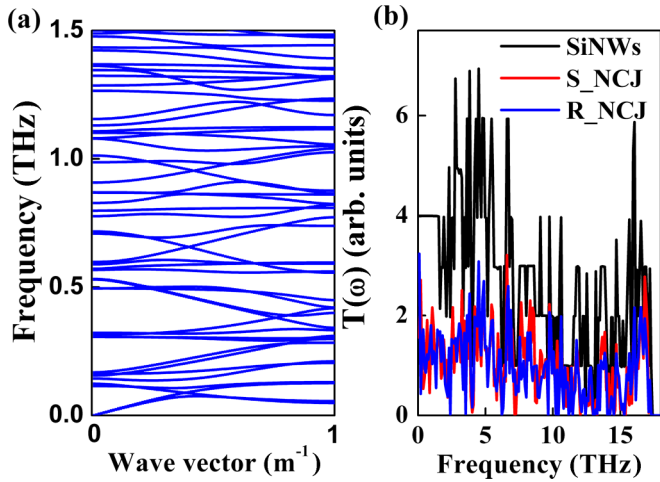 (a)
1.5
1.0
0.5
0.0
Frequency (THz)
0
1
Wave vector (m⁻¹)
(b)
SiNWs
S_NCJ
R_NCJ
6
4
2
0
T(ω) (arb. units)
0
5
10
15
Frequency (THz)